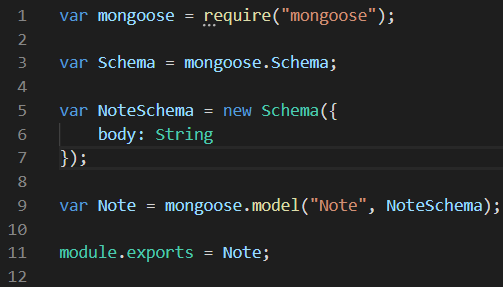 1 var mongoose = require("mongoose");
2
3 var Schema = mongoose.Schema;
4
5 var NoteSchema = new Schema({
6     body: String
7 });
8
9 var Note = mongoose.model("Note", NoteSchema);
10
11 module.exports = Note;
12